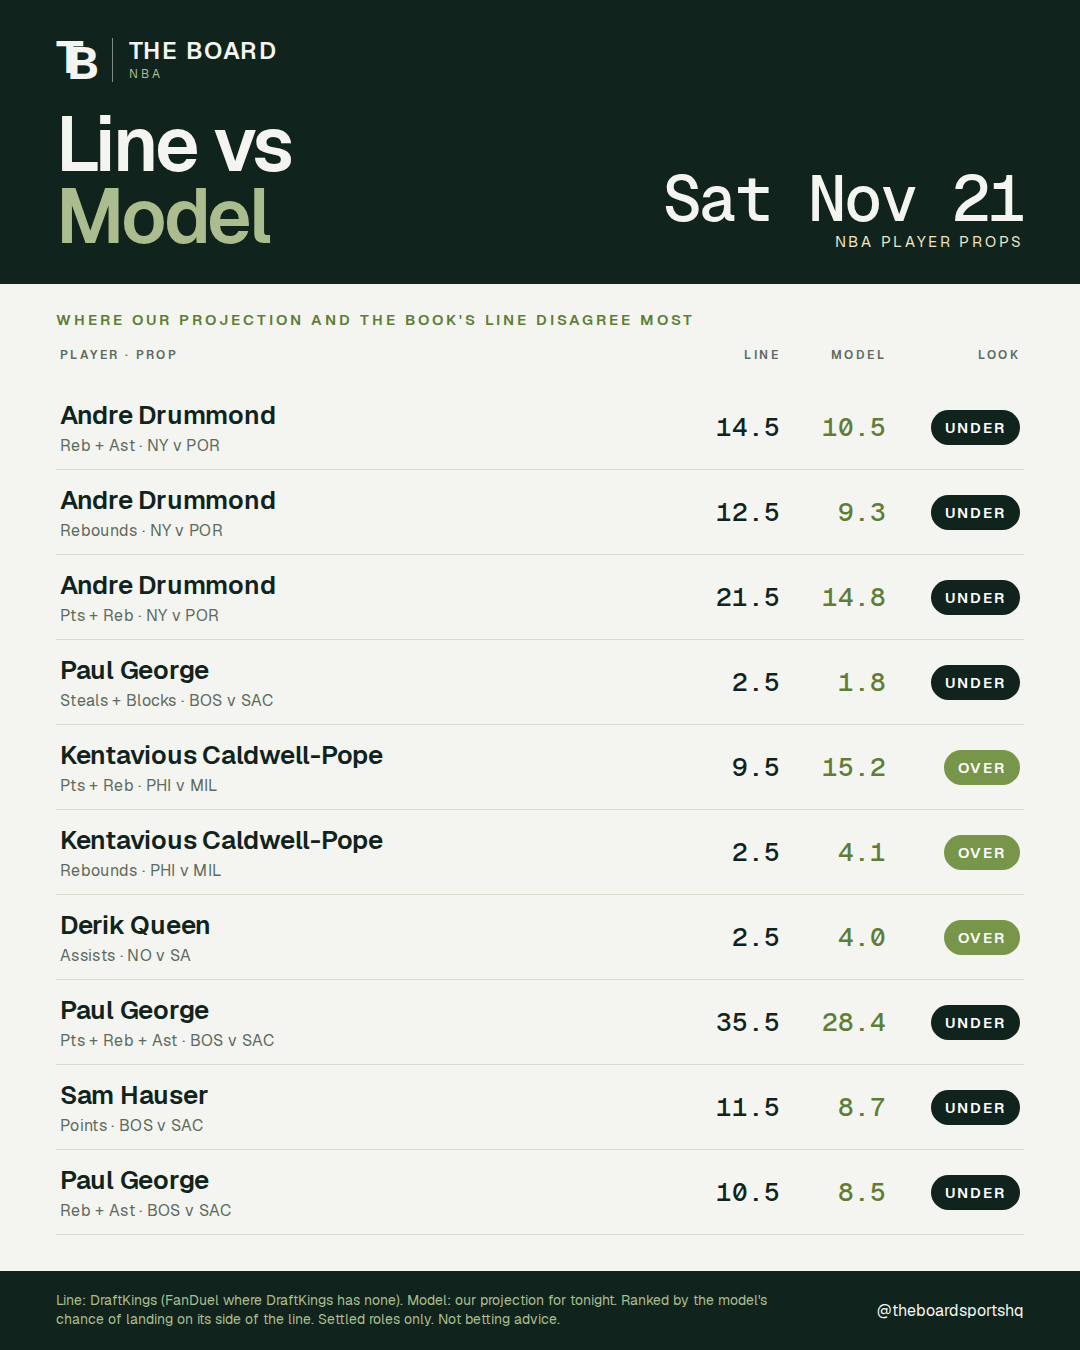 TB
THE BOARD
NBA
Line vs
Model
Sat Nov 21
NBA PLAYER PROPS
WHERE OUR PROJECTION AND THE BOOK'S LINE DISAGREE MOST
PLAYER · PROP LINE MODEL LOOK
Andre Drummond
Reb + Ast · NY v POR
14.5 10.5 UNDER
Andre Drummond
Rebounds · NY v POR
12.5 9.3 UNDER
Andre Drummond
Pts + Reb · NY v POR
21.5 14.8 UNDER
Paul George
Steals + Blocks · BOS v SAC
2.5 1.8 UNDER
Kentavious Caldwell-Pope
Pts + Reb · PHI v MIL
9.5 15.2 OVER
Kentavious Caldwell-Pope
Rebounds · PHI v MIL
2.5 4.1 OVER
Derik Queen
Assists · NO v SA
2.5 4.0 OVER
Paul George
Pts + Reb + Ast · BOS v SAC
35.5 28.4 UNDER
Sam Hauser
Points · BOS v SAC
11.5 8.7 UNDER
Paul George
Reb + Ast · BOS v SAC
10.5 8.5 UNDER
Line: DraftKings (FanDuel where DraftKings has none). Model: our projection for tonight. Ranked by the model's
chance of landing on its side of the line. Settled roles only. Not betting advice.
@theboardsportshq